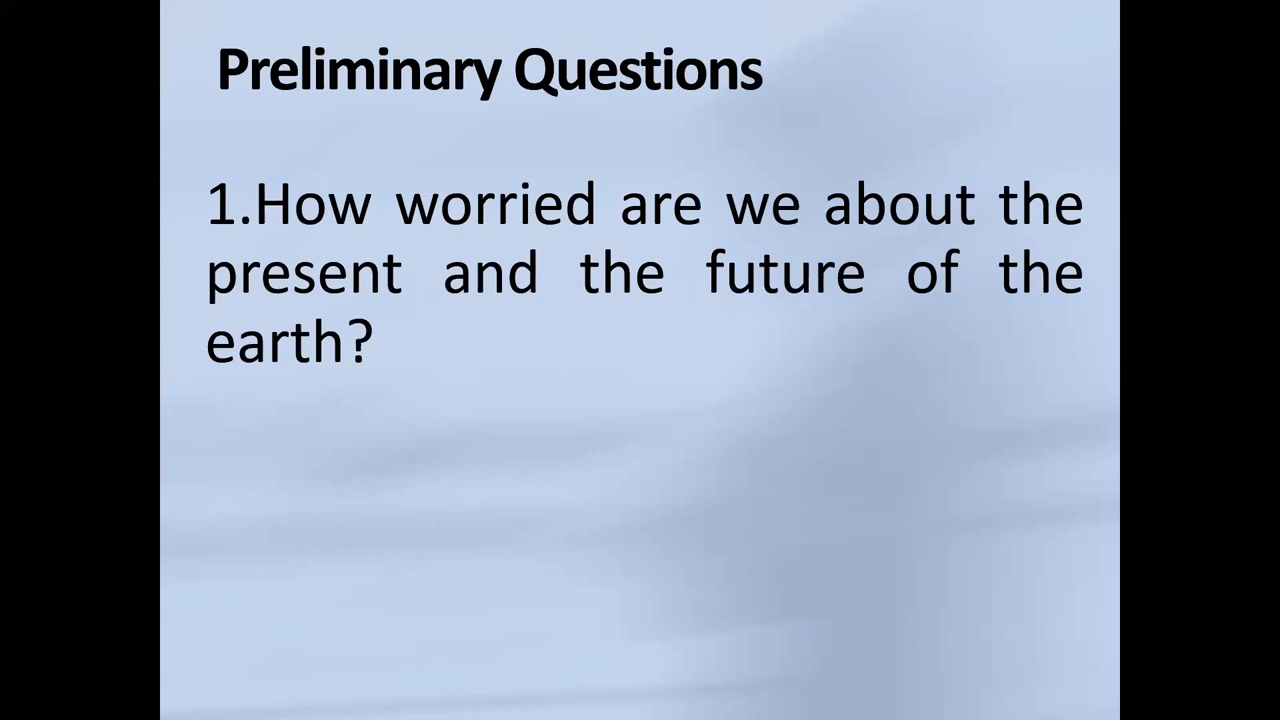 Preliminary Questions
1.How worried are we about the
present and the future of the
earth?